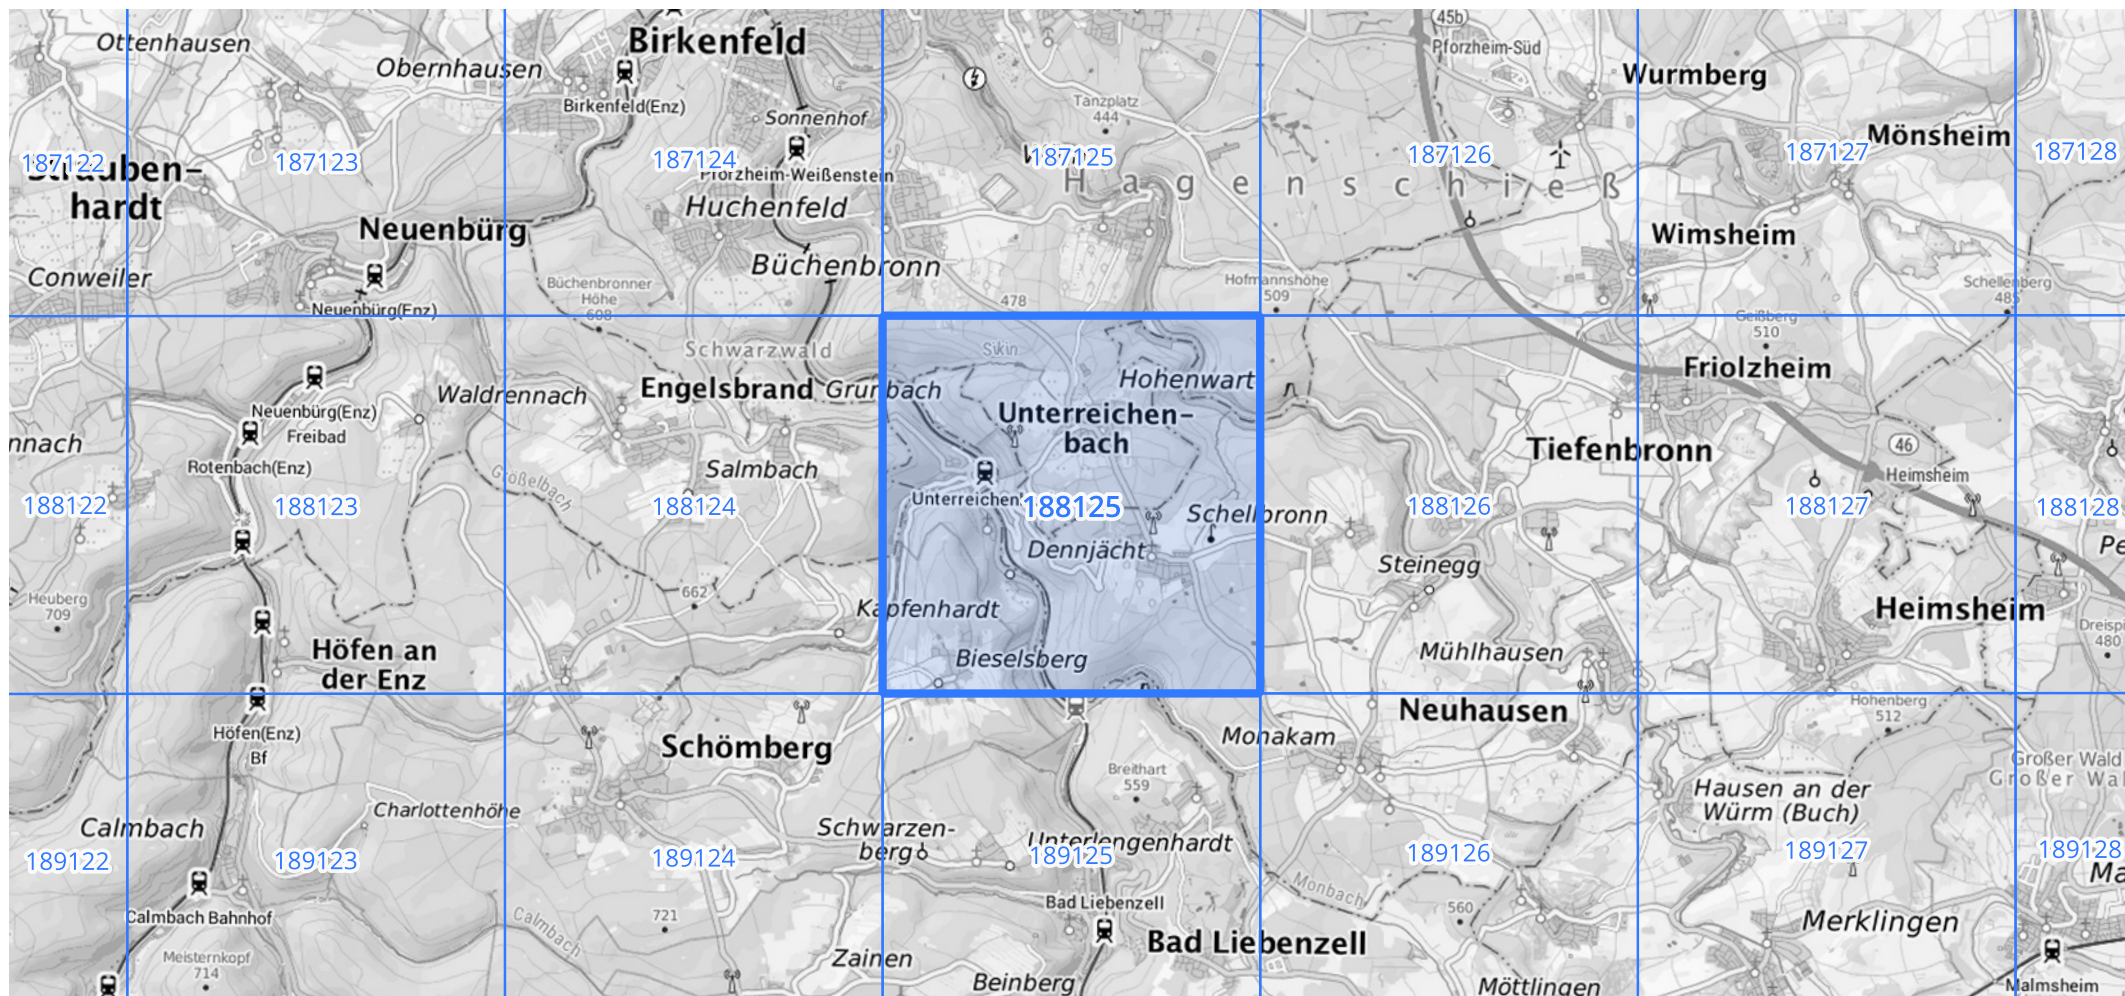 45b
Ottenhausen
Birkenfeld
Pforzheim-Süd
Obernhausen
Wurmberg
Birkenfeld(Enz)
Tanzplatz
444
Sonnenhof
Mönsheim
187122
187123
187124
187125
187126
187127
187128
hardt
Pforzheim-Weißenstein
Hagenschieß
Huchenfeld
Neuenbürg
Wimsheim
Conweiler
Büchenbronn
Büchenbronner
Höhe
608
Hofmannshöhe
509
Schellenberg
485
478
Neuenbürg(Enz)
Geißberg
510
Schwarzwald
Friolzheim
Waldrennach
Engelsbrand
Grunbach
Hohenwart
Neuenbürg(Enz)
Freibad
Unterreichen-
bach
nnach
Rotenbach(Enz)
Salmbach
Tiefenbronn
46
Heimsheim
Großelbach
Unterreichen
188122
188123
188124
188125
188126
188127
188128
Schellbronn
Dennjächt
Pe
Steinegg
Heuberg
709
662
Kapfenhardt
Heimsheim
Dreispi
480
Höfen an
der Enz
Bieselsberg
Mühlhausen
Hohenberg
512
Neuhausen
Höfen(Enz)
Bf
Schömberg
Monakam
Breithart
559
Großer Wald
Großer Wa
Hausen an der
Würm (Buch)
Charlottenhöhe
Calmbach
Schwarzen-
berg
Unterlengenhardt
189122
189123
189124
189125
189126
189127
189128
Ma
Monbach
Calmbach Bahnhof
Calmbach
721
Bad Liebenzell
560
Merklingen
Bad Liebenzell
Meisternkopf
714
Zainen
Beinberg
Möttlingen
Malmsheim